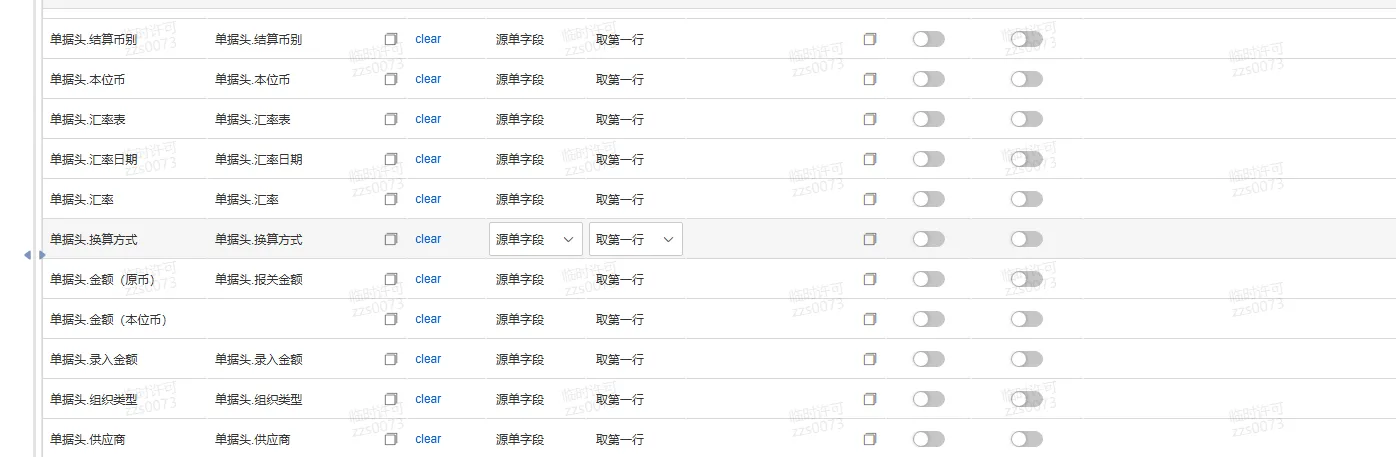 单据头.结算币别 单据头.结算币别 clear 源单字段 取第一行
单据头.本位币 单据头.本位币 clear 源单字段 取第一行
单据头.汇率表 单据头.汇率表 clear 源单字段 取第一行
单据头.汇率日期 单据头.汇率日期 clear 源单字段 取第一行
单据头.汇率 单据头.汇率 clear 源单字段 取第一行
单据头.换算方式 单据头.换算方式 clear 源单字段 取第一行
单据头.金额（原币） 单据头.报关金额 clear 源单字段 取第一行
单据头.金额（本位币） clear 源单字段 取第一行
单据头.录入金额 单据头.录入金额 clear 源单字段 取第一行
单据头.组织类型 单据头.组织类型 clear 源单字段 取第一行
单据头.供应商 单据头.供应商 clear 源单字段 取第一行
临时许可
zzs0073